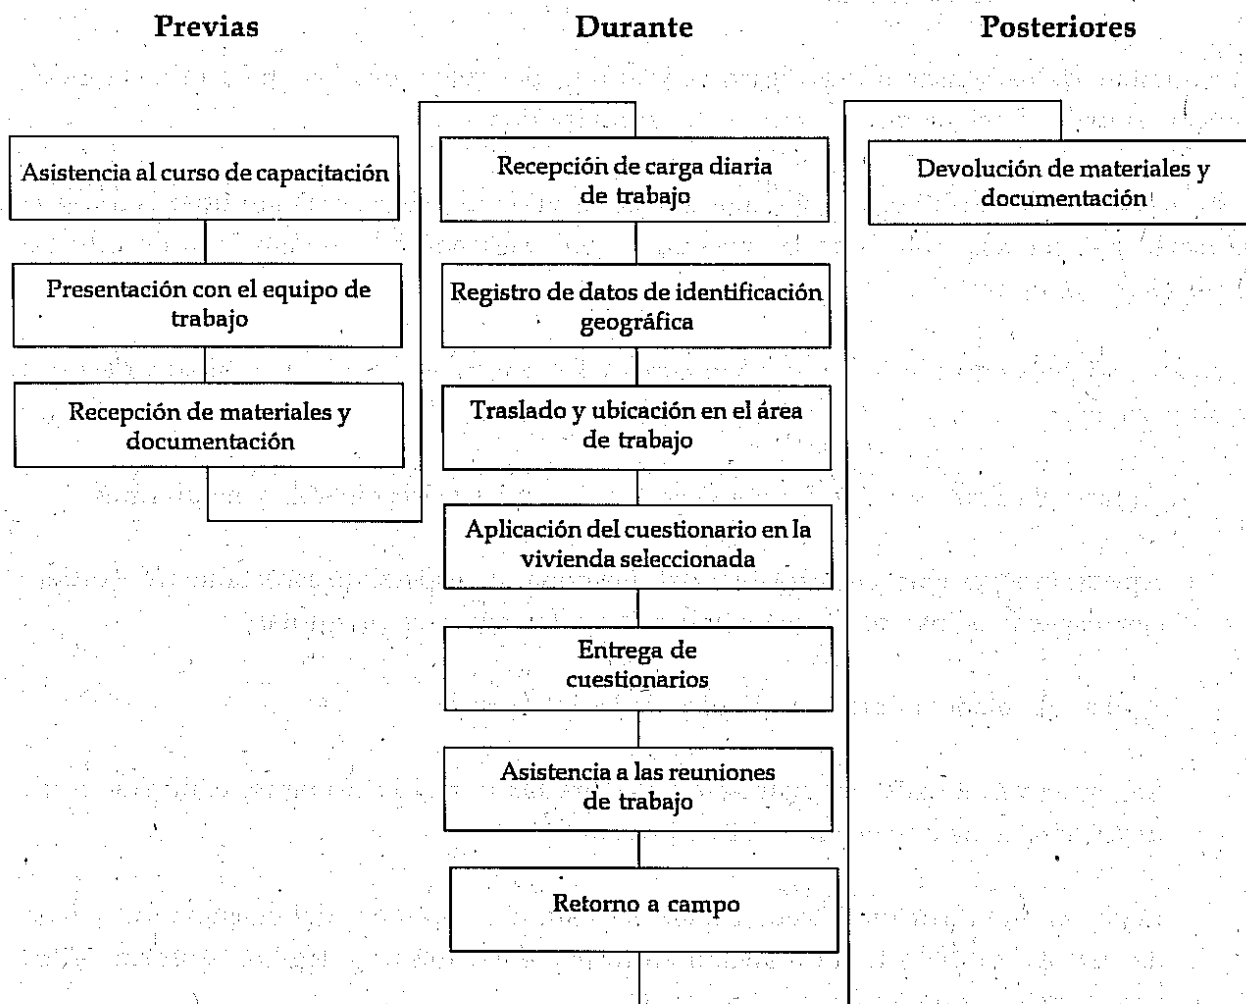 Previas
Asistencia al curso de capacitación
Presentación con el equipo de
trabajo
Recepción de materiales y
documentación
Durante
Recepción de carga diaria
de trabajo
Registro de datos de identificación
geográfica
Traslado y ubicación en el área
de trabajo
Aplicación del cuestionario en la
vivienda seleccionada
Entrega de
cuestionarios
Asistencia a las reuniones
de trabajo
Retorno a campo
Posteriores
Devolución de materiales y
documentación